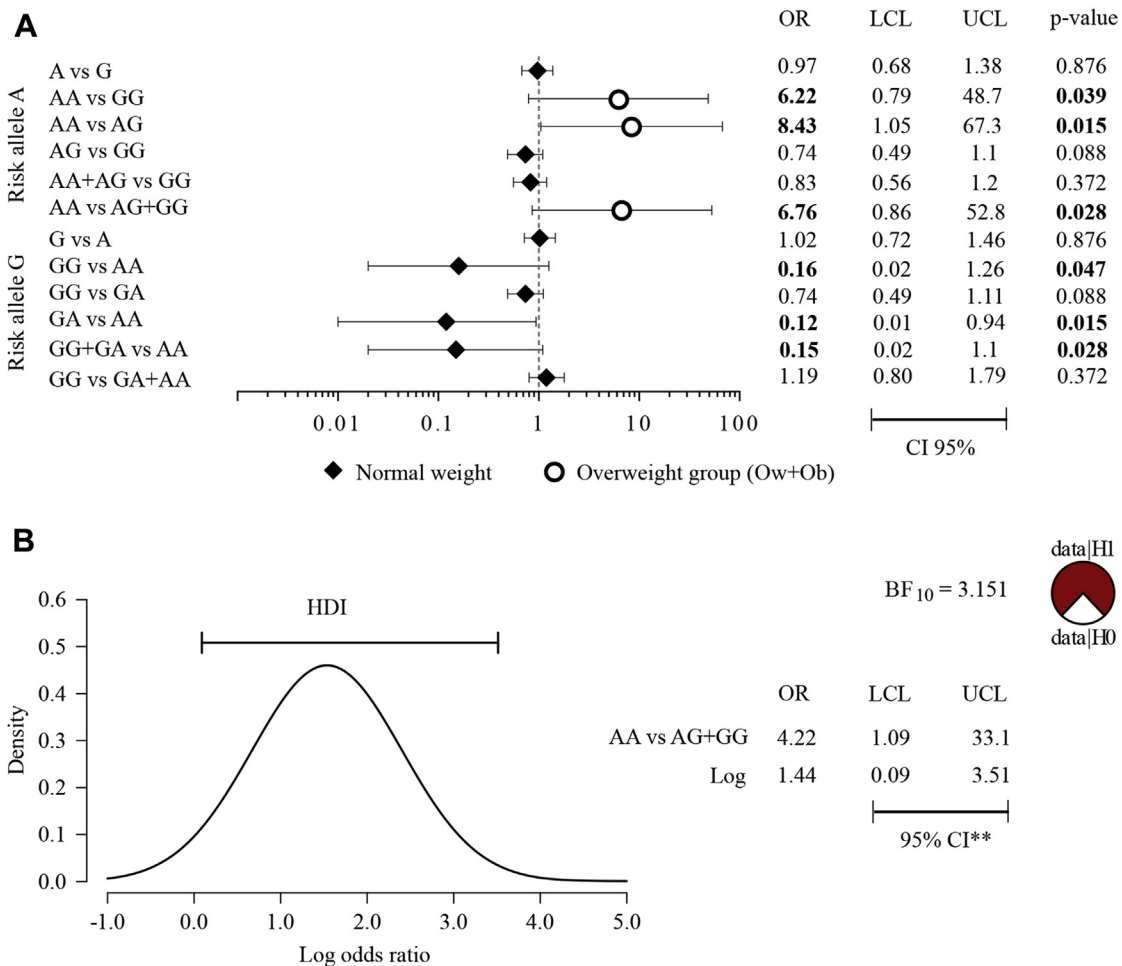 A
OR LCL UCL p-value
Risk allele A
A vs G 0.97 0.68 1.38 0.876
AA vs GG 6.22 0.79 48.7 0.039
AA vs AG 8.43 1.05 67.3 0.015
AG vs GG 0.74 0.49 1.1 0.088
AA+AG vs GG 0.83 0.56 1.2 0.372
AA vs AG+GG 6.76 0.86 52.8 0.028
Risk allele G
G vs A 1.02 0.72 1.46 0.876
GG vs AA 0.16 0.02 1.26 0.047
GG vs GA 0.74 0.49 1.11 0.088
GA vs AA 0.12 0.01 0.94 0.015
GG+GA vs AA 0.15 0.02 1.1 0.028
GG vs GA+AA 1.19 0.80 1.79 0.372
0.01 0.1 1 10 100
CI 95%
Normal weight Overweight group (Ow+Ob)
B
data|H1
BF10 = 3.151
data|H0
HDI
Density
0.6
0.5
0.4
0.3
0.2
0.1
0.0
-1.0 0.0 1.0 2.0 3.0 4.0 5.0
Log odds ratio
OR LCL UCL
AA vs AG+GG 4.22 1.09 33.1
Log 1.44 0.09 3.51
95% CI**